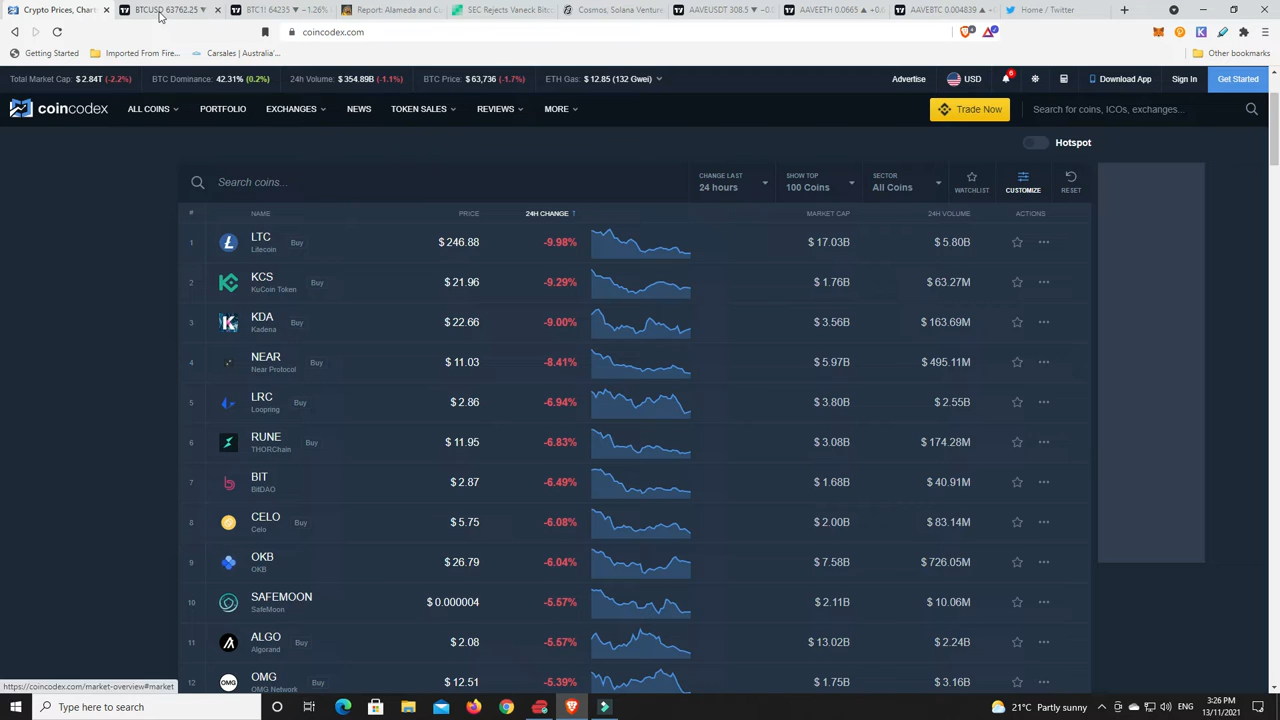 Crypto Prices, Char
BTCUSD 63762.25 ▼
BTC1! 64235 ▼ −1.26%
Report: Alameda and Cu
SEC Rejects Vaneck Bitco
Cosmos, Solana Venture
AAVEUSDT 308.5 ▼ +0.
AAVEETH 0.0665 ▲ +0.
AAVEBTC 0.004839 ▲ +0
Home / Twitter
coincodex.com
Getting Started
Imported From Fire...
Carsales | Australia'...
Other bookmarks
Total Market Cap: $ 2.84T (-2.2%)
BTC Dominance: 42.31% (0.2%)
24h Volume: $ 354.89B (-1.1%)
BTC Price: $ 63,736 (-1.7%)
ETH Gas: $ 12.85 (132 Gwei)
Advertise
USD
6
Download App
Sign In
Get Started
coincodex
ALL COINS
PORTFOLIO
EXCHANGES
NEWS
TOKEN SALES
REVIEWS
MORE
Trade Now
Search for coins, ICOs, exchanges...
Hotspot
Search coins...
CHANGE LAST
24 hours
SHOW TOP
100 Coins
SECTOR
All Coins
WATCHLIST
CUSTOMIZE
RESET
# NAME PRICE 24H CHANGE ↑ MARKET CAP 24H VOLUME ACTIONS
1 LTC Buy $ 246.88 -9.98% $ 17.03B $ 5.80B
Litecoin
2 KCS Buy $ 21.96 -9.29% $ 1.76B $ 63.27M
KuCoin Token
3 KDA Buy $ 22.66 -9.00% $ 3.56B $ 163.69M
Kadena
4 NEAR Buy $ 11.03 -8.41% $ 5.97B $ 495.11M
Near Protocol
5 LRC Buy $ 2.86 -6.94% $ 3.80B $ 2.55B
Loopring
6 RUNE Buy $ 11.95 -6.83% $ 3.08B $ 174.28M
THORChain
7 BIT $ 2.87 -6.49% $ 1.68B $ 40.91M
BitDAO
8 CELO Buy $ 5.75 -6.08% $ 2.00B $ 83.14M
Celo
9 OKB $ 26.79 -6.04% $ 7.58B $ 726.05M
OKB
10 SAFEMOON $ 0.000004 -5.57% $ 2.11B $ 10.06M
SafeMoon
11 ALGO Buy $ 2.08 -5.57% $ 13.02B $ 2.24B
Algorand
12 OMG Buy $ 12.51 -5.39% $ 1.75B $ 3.16B
OMG Network
https://coincodex.com/market-overview#market
Type here to search
21°C Partly sunny
ENG
3:26 PM
13/11/2021